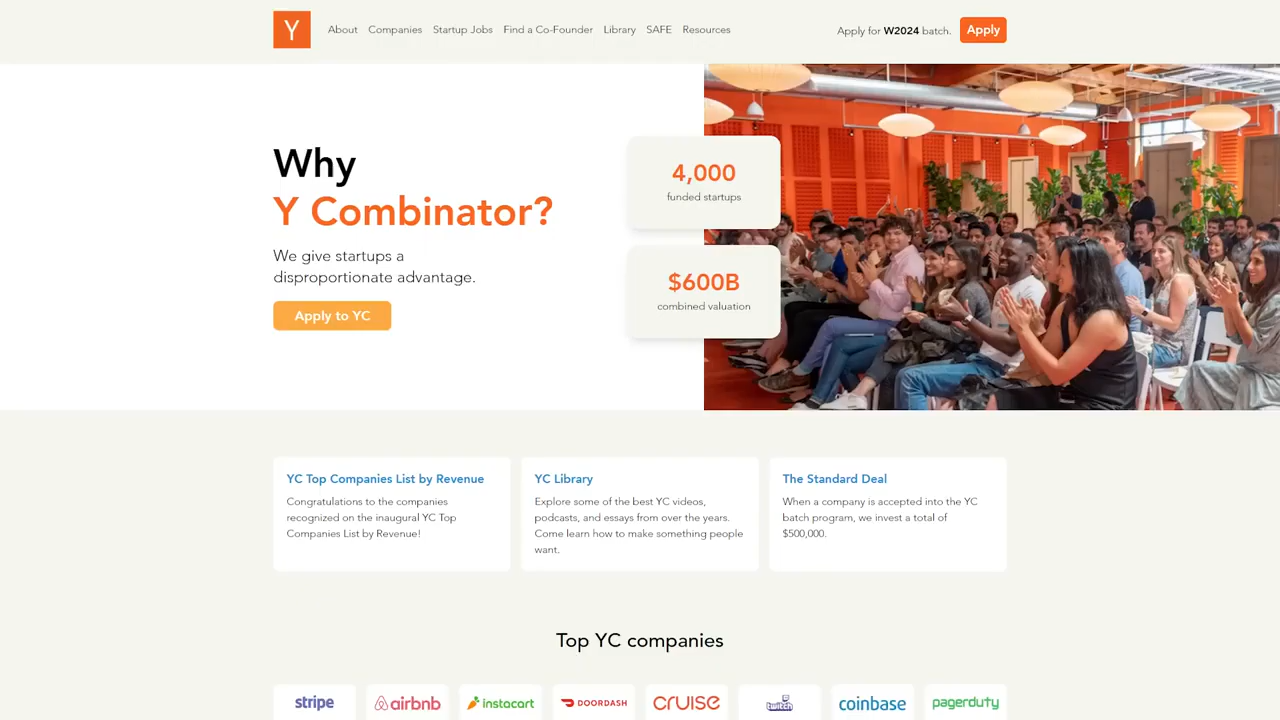 Y
About Companies Startup Jobs Find a Co-Founder Library SAFE Resources
Apply for W2024 batch. Apply
Why
Y Combinator?
We give startups a
disproportionate advantage.
Apply to YC
4,000
funded startups
$600B
combined valuation
YC Top Companies List by Revenue
Congratulations to the companies
recognized on the inaugural YC Top
Companies List by Revenue!
YC Library
Explore some of the best YC videos,
podcasts, and essays from over the years.
Come learn how to make something people
want.
The Standard Deal
When a company is accepted into the YC
batch program, we invest a total of
$500,000.
Top YC companies
stripe airbnb instacart DOORDASH cruise twitch coinbase pagerduty